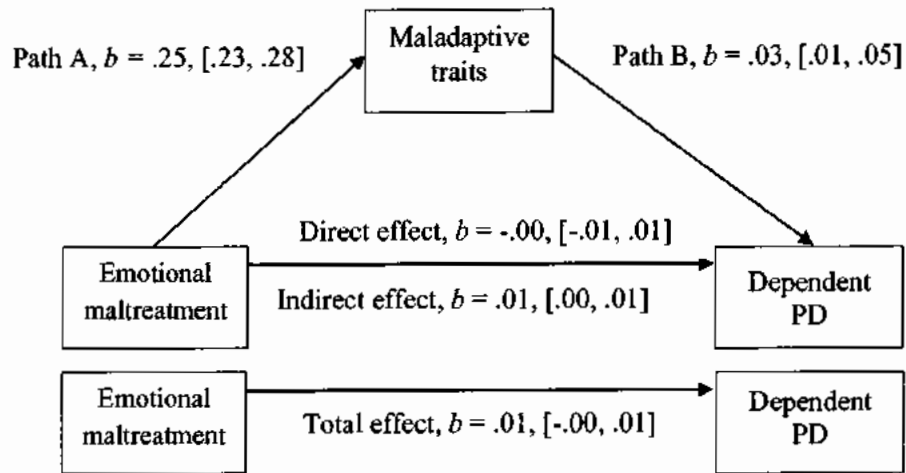 Path A, b = .25, [.23, .28]
Maladaptive
traits
Path B, b = .03, [.01, .05]
Direct effect, b = -.00, [-.01, .01]
Emotional
maltreatment
Indirect effect, b = .01, [.00, .01]
Dependent
PD
Emotional
maltreatment
Total effect, b = .01, [-.00, .01]
Dependent
PD